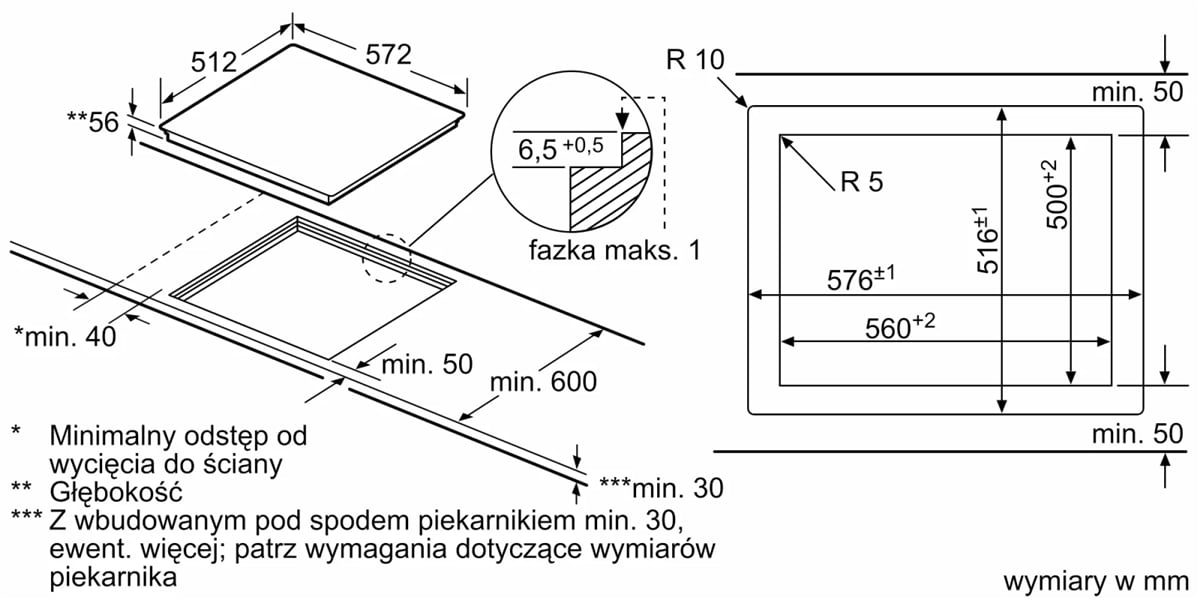 512
572
**56
6,5 +0,5
fazka maks. 1
*min. 40
min. 50
min. 600
***min. 30
R 10
min. 50
R 5
500+2
516±1
576±1
560+2
min. 50
* Minimalny odstęp od
wycięcia do ściany
** Głębokość
*** Z wbudowanym pod spodem piekarnikiem min. 30,
ewent. więcej; patrz wymagania dotyczące wymiarów
piekarnika
wymiary w mm